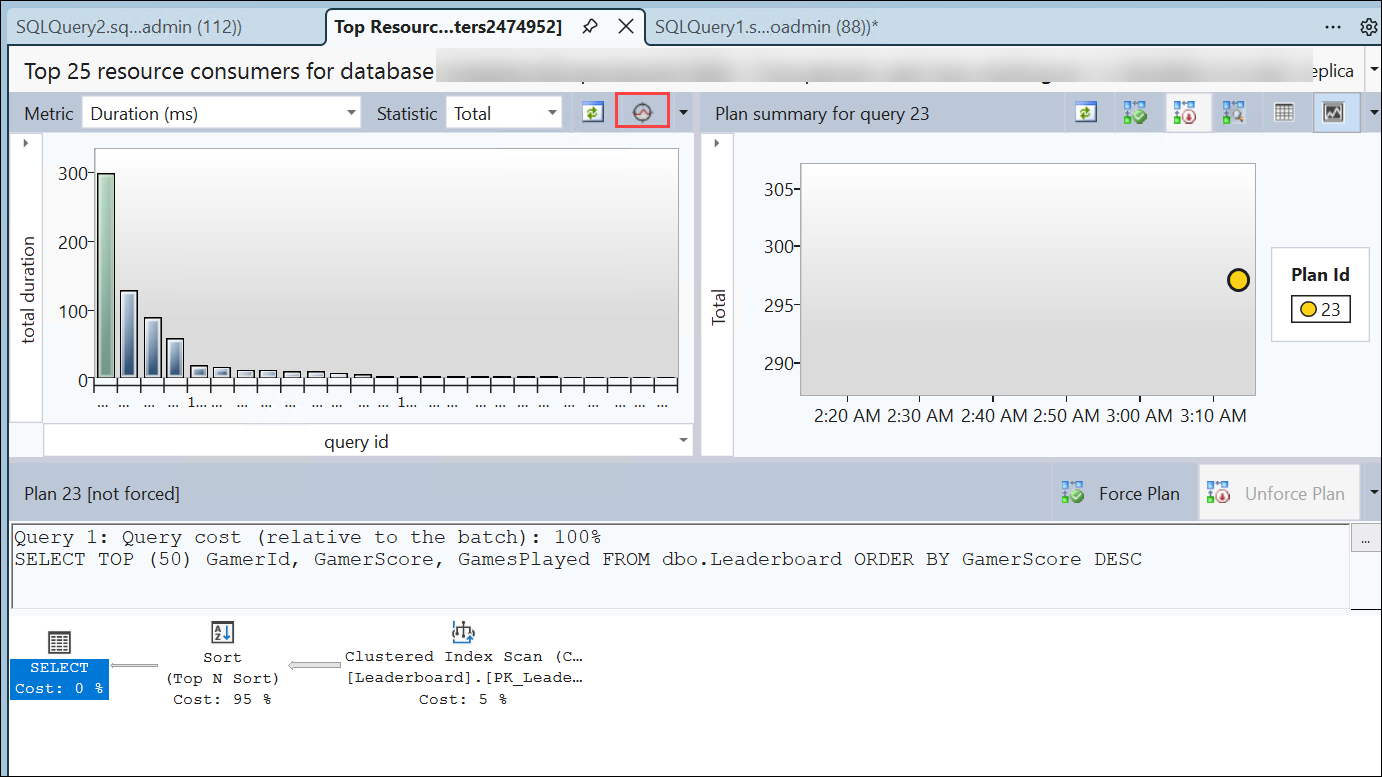 SQLQuery2.sq...oadmin (112))
Top Resourc...ters2474952]
SQLQuery1.s...oadmin (88))*
Top 25 resource consumers for database
eplica
Metric
Duration (ms)
Statistic
Total
Plan summary for query 23
300
200
100
0
total duration
... ... ... ... 1... ... ... ... ... ... ... ... ... 1... ... ... ... ... ... ... ... ... ... ... ...
query id
305
300
295
290
Total
2:20 AM 2:30 AM 2:40 AM 2:50 AM 3:00 AM 3:10 AM
Plan Id
23
Plan 23 [not forced]
Force Plan
Unforce Plan
Query 1: Query cost (relative to the batch): 100%
SELECT TOP (50) GamerId, GamerScore, GamesPlayed FROM dbo.Leaderboard ORDER BY GamerScore DESC
...
SELECT
Cost: 0 %
Sort
(Top N Sort)
Cost: 95 %
Clustered Index Scan (C...
[Leaderboard].[PK_Leade...
Cost: 5 %